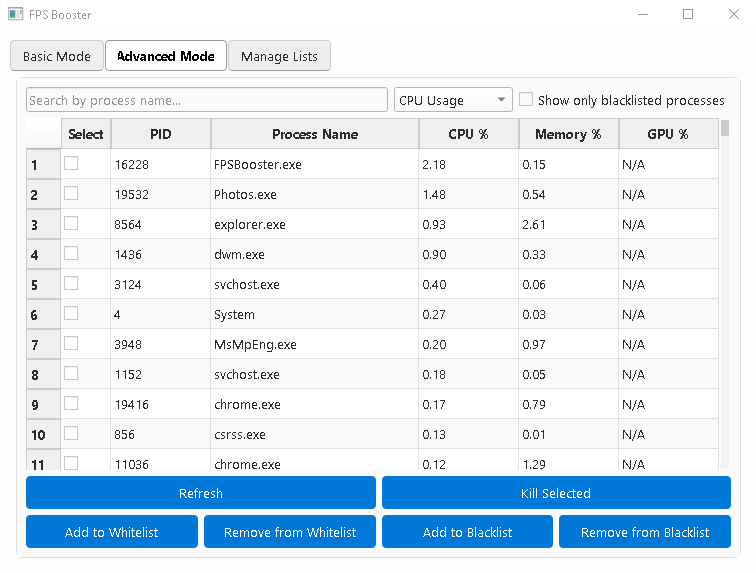 FPS Booster
Basic Mode Advanced Mode Manage Lists
Search by process name... CPU Usage Show only blacklisted processes
Select PID Process Name CPU % Memory % GPU %
1 16228 FPSBooster.exe 2.18 0.15 N/A
2 19532 Photos.exe 1.48 0.54 N/A
3 8564 explorer.exe 0.93 2.61 N/A
4 1436 dwm.exe 0.90 0.33 N/A
5 3124 svchost.exe 0.40 0.06 N/A
6 4 System 0.27 0.03 N/A
7 3948 MsMpEng.exe 0.20 0.97 N/A
8 1152 svchost.exe 0.18 0.05 N/A
9 19416 chrome.exe 0.17 0.79 N/A
10 856 csrss.exe 0.13 0.01 N/A
11 11036 chrome.exe 0.12 1.29 N/A
Refresh Kill Selected
Add to Whitelist Remove from Whitelist Add to Blacklist Remove from Blacklist